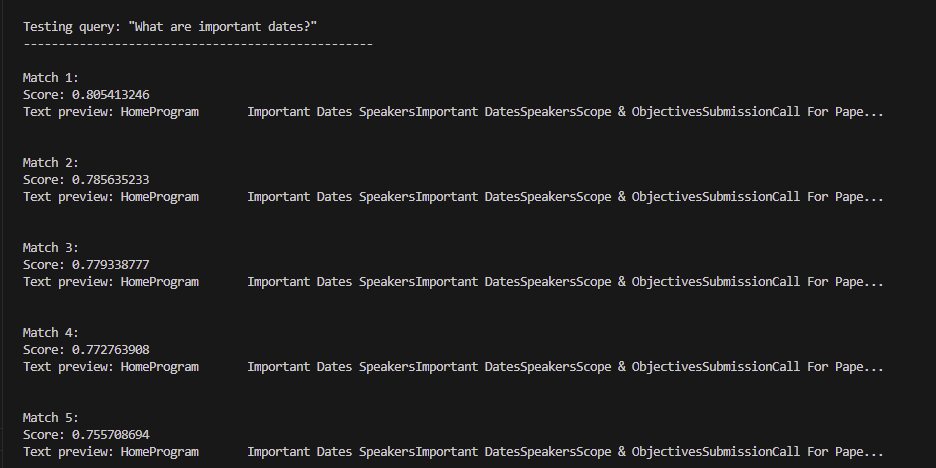 Testing query: "What are important dates?"
--------------------------------------------------
Match 1:
Score: 0.805413246
Text preview: HomeProgram       Important Dates SpeakersImportant DatesSpeakersScope & ObjectivesSubmissionCall For Pape...
Match 2:
Score: 0.785635233
Text preview: HomeProgram       Important Dates SpeakersImportant DatesSpeakersScope & ObjectivesSubmissionCall For Pape...
Match 3:
Score: 0.779338777
Text preview: HomeProgram       Important Dates SpeakersImportant DatesSpeakersScope & ObjectivesSubmissionCall For Pape...
Match 4:
Score: 0.772763908
Text preview: HomeProgram       Important Dates SpeakersImportant DatesSpeakersScope & ObjectivesSubmissionCall For Pape...
Match 5:
Score: 0.755708694
Text preview: HomeProgram       Important Dates SpeakersImportant DatesSpeakersScope & ObjectivesSubmissionCall For Pape...